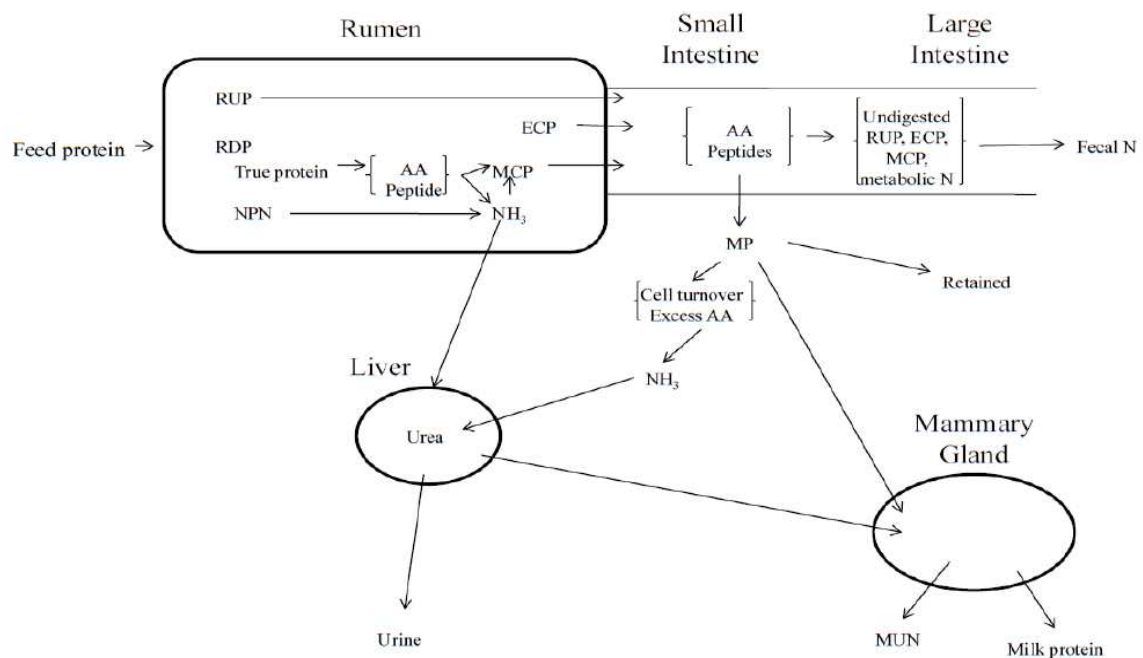 Rumen
Small
Intestine
Large
Intestine
RUP
Feed protein
RDP
True protein
AA
Peptide
NPN
ECP
MCP
NH₃
AA
Peptides
Undigested
RUP, ECP,
MCP,
metabolic N
Fecal N
MP
Retained
Cell turnover
Excess AA
NH₃
Liver
Urea
Mammary
Gland
Urine
MUN
Milk protein